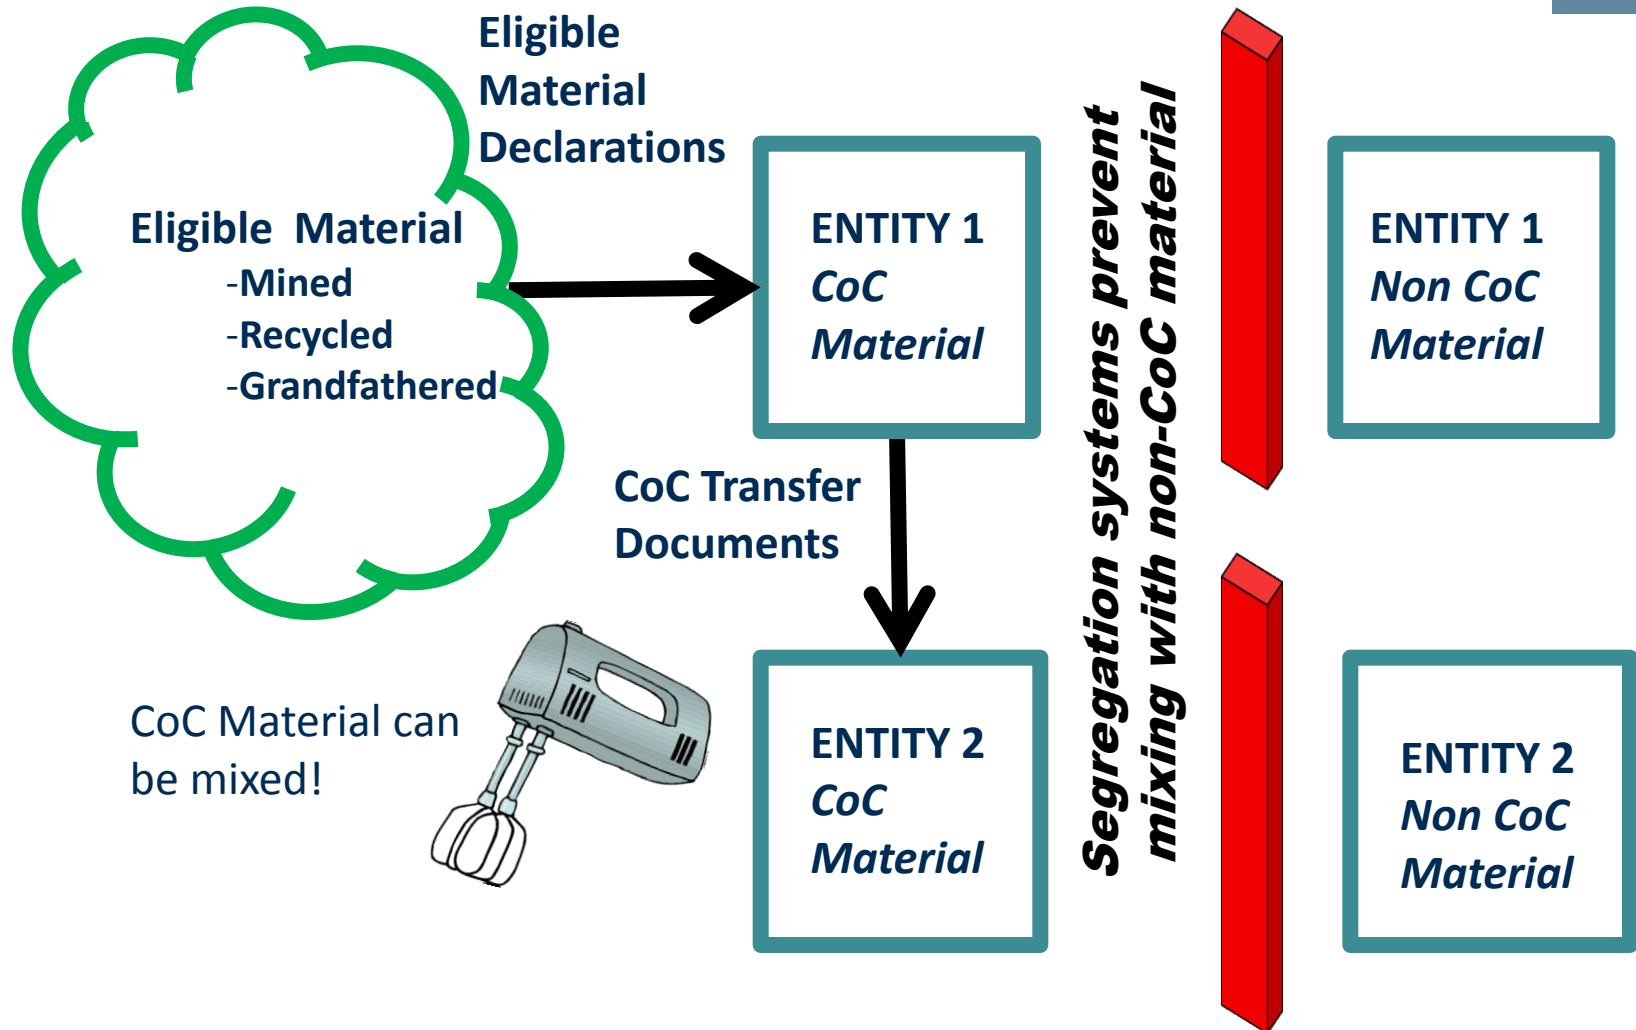 Eligible
Material
Declarations
Eligible Material
-Mined
-Recycled
-Grandfathered
ENTITY 1
CoC
Material
Segregation systems prevent
mixing with non-CoC material
ENTITY 1
Non CoC
Material
CoC Transfer
Documents
CoC Material can
be mixed!
ENTITY 2
CoC
Material
ENTITY 2
Non CoC
Material